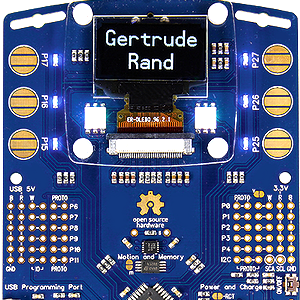 Gertrude
Rand
P17
P27
P16
P26
ER-OLED0.96-2.1
P15
P25
USB 5V
3.3V
PROTO
PROTO
P6
P7
P8
P9
P10
P11
P0
P1
P2
P3
P4
I2C
open source
hardware
Motion and Memory
GND
GND
SCA SCL GND
USB Programming Port
Power and Charge